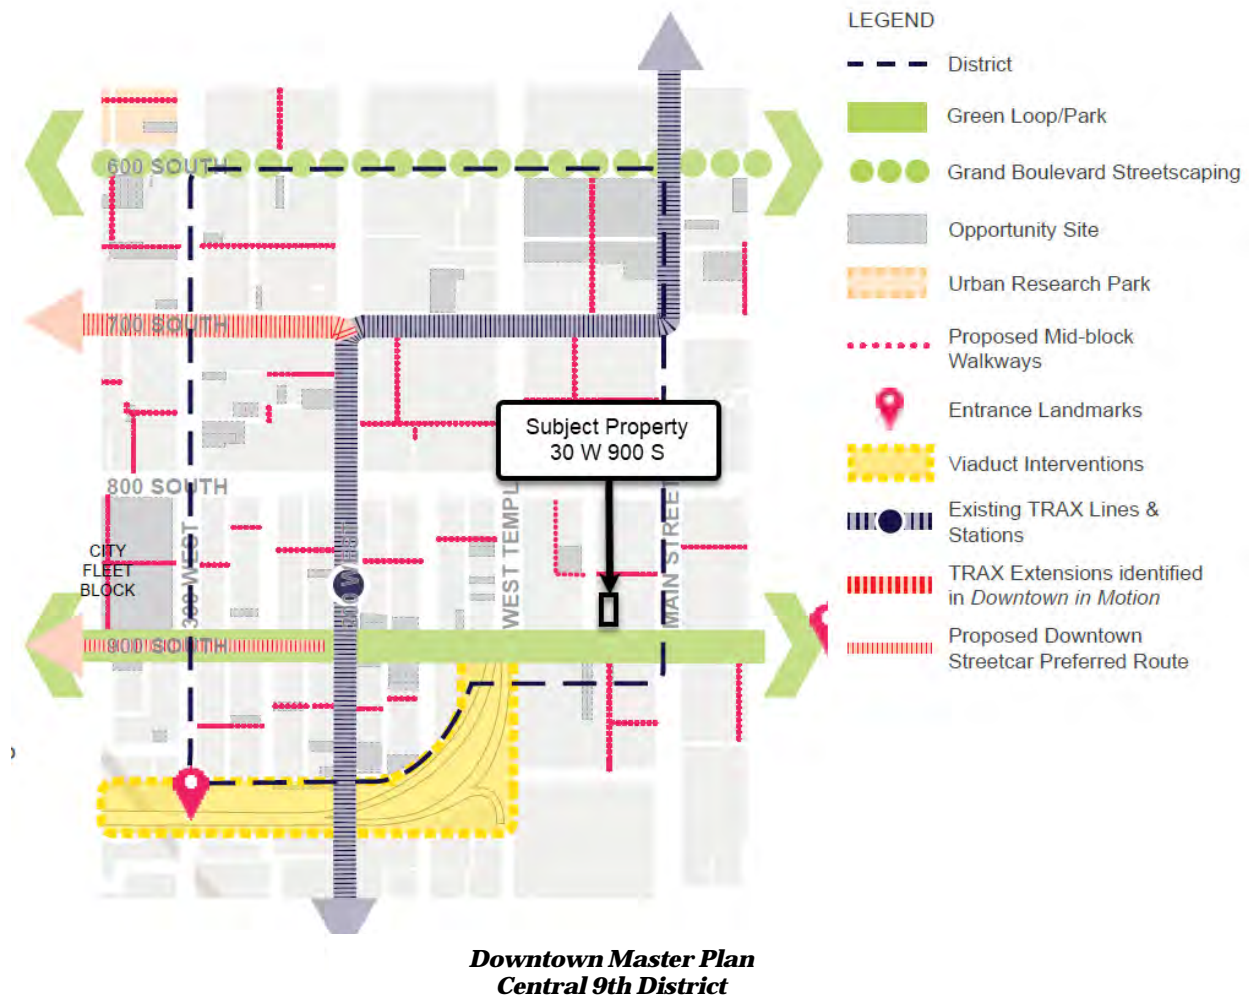 LEGEND
District
Green Loop/Park
600 SOUTH
Grand Boulevard Streetscaping
Opportunity Site
Urban Research Park
700 SOUTH
Proposed Mid-block
Walkways
Entrance Landmarks
Subject Property
30 W 900 S
Viaduct Interventions
800 SOUTH
Existing TRAX Lines &
Stations
CITY
FLEET
BLOCK
300 WEST
WEST TEMPL
MAIN STREET
TRAX Extensions identified
in Downtown in Motion
900 SOUTH
Proposed Downtown
Streetcar Preferred Route
Downtown Master Plan
Central 9th District